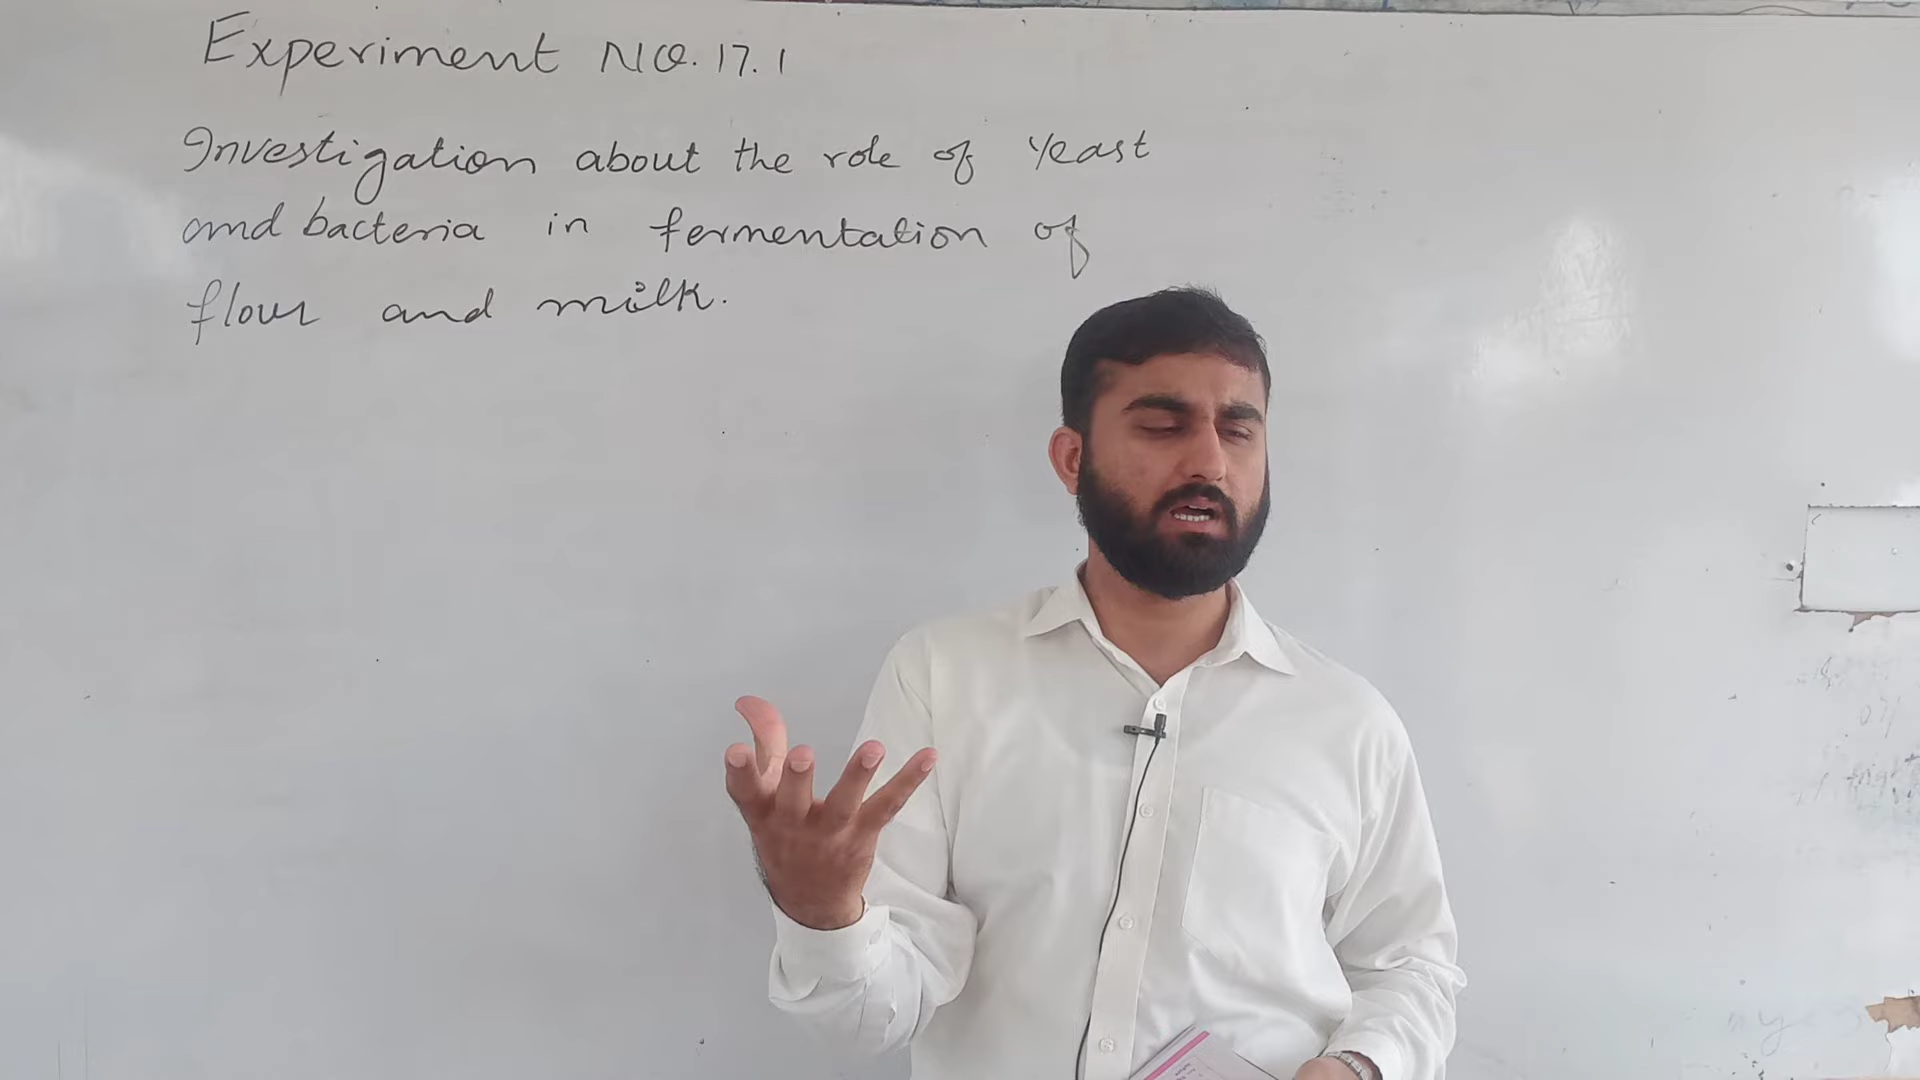 Experiment NO. 17.1
Investigation about the role of yeast
and bacteria in fermentation of
flour and milk.